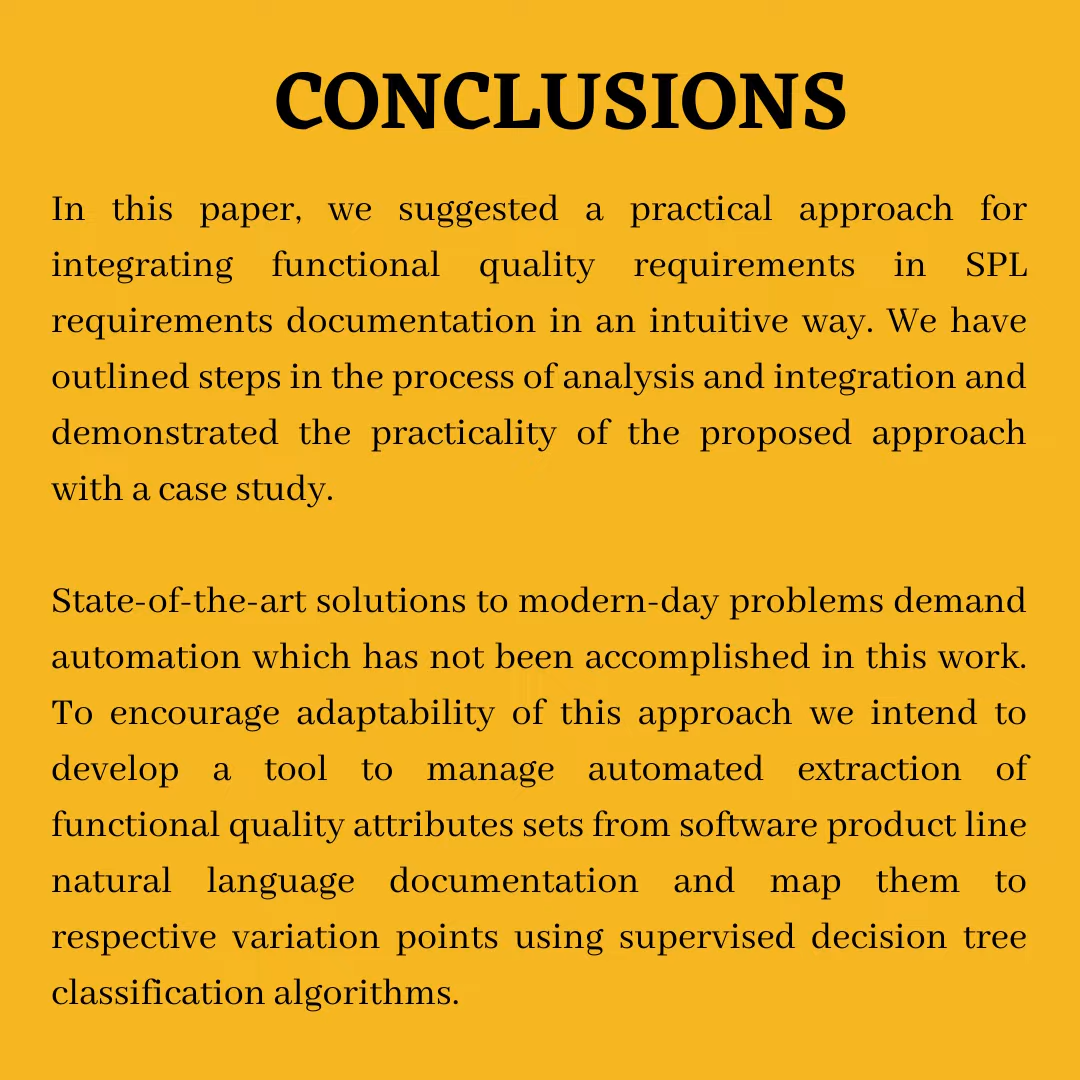 CONCLUSIONS
In this paper, we suggested a practical approach for
integrating functional quality requirements in SPL
requirements documentation in an intuitive way. We have
outlined steps in the process of analysis and integration and
demonstrated the practicality of the proposed approach
with a case study.
State-of-the-art solutions to modern-day problems demand
automation which has not been accomplished in this work.
To encourage adaptability of this approach we intend to
develop a tool to manage automated extraction of
functional quality attributes sets from software product line
natural language documentation and map them to
respective variation points using supervised decision tree
classification algorithms.